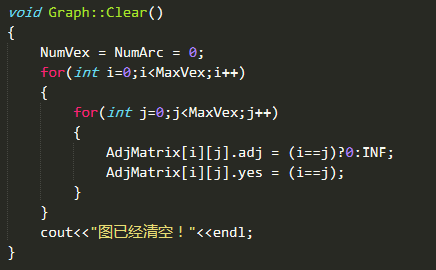 void Graph::Clear()
{
    NumVex = NumArc = 0;
    for(int i=0;i<MaxVex;i++)
    {
        for(int j=0;j<MaxVex;j++)
        {
            AdjMatrix[i][j].adj = (i==j)?0:INF;
            AdjMatrix[i][j].yes = (i==j);
        }
    }
    cout<<"图已经清空！"<<endl;
}